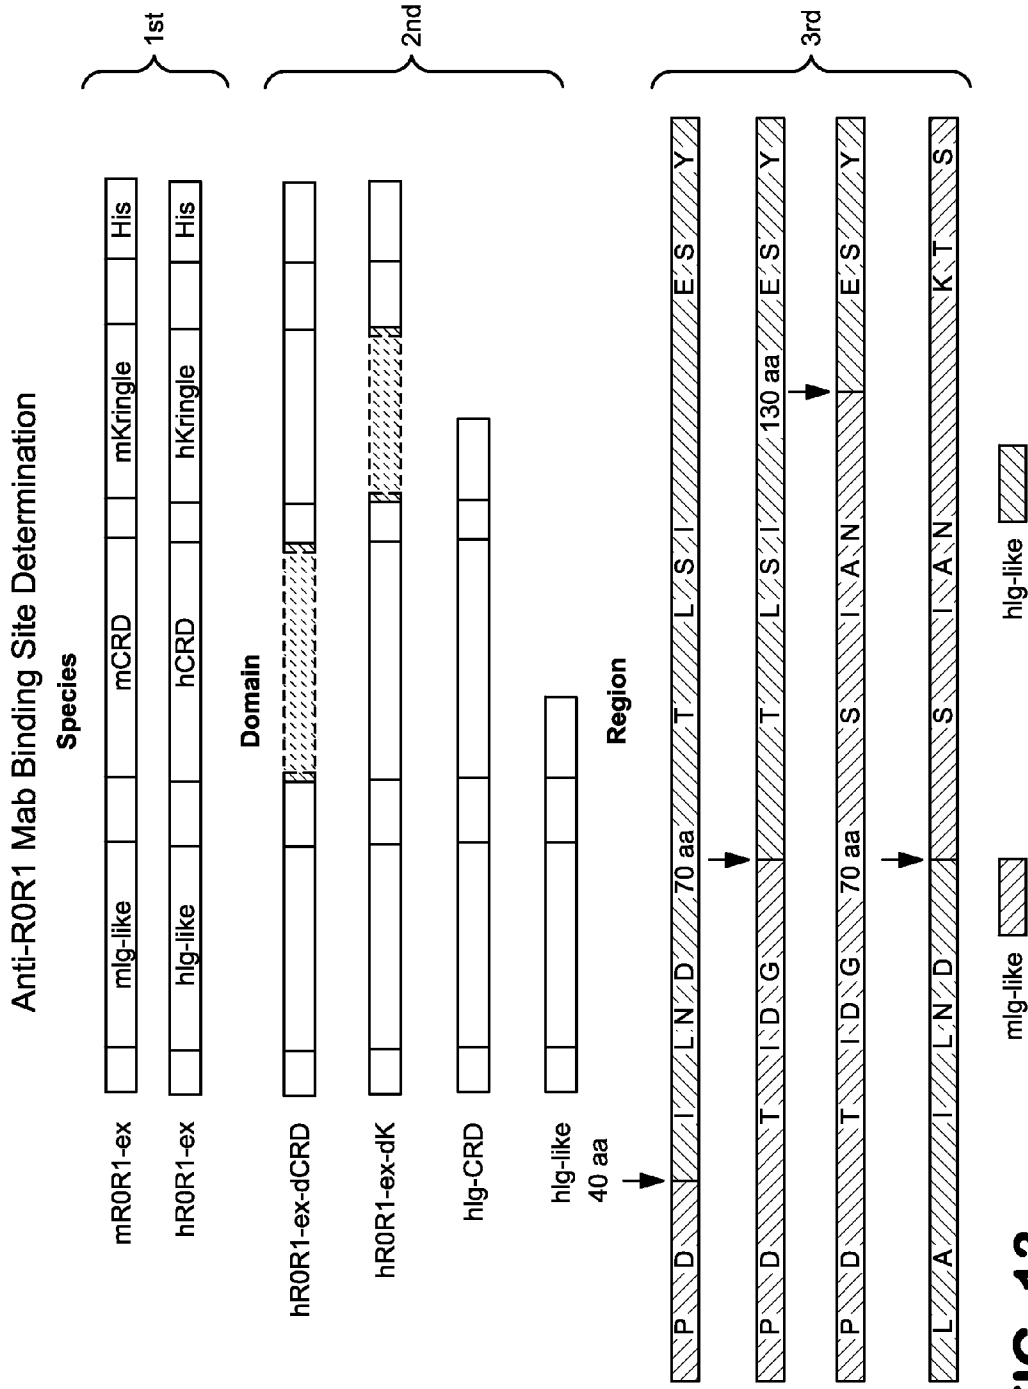 Anti-R0R1 Mab Binding Site Determination
Species
mR0R1-ex mIg-like mCRD mKringle His
hR0R1-ex hIg-like hCRD hKringle His
1st
Domain
hR0R1-ex-dCRD
hR0R1-ex-dK
hIg-CRD
hIg-like
2nd
Region
40 aa
P D I L N D 70 aa T L S I E S Y
P D T I D G T L S I 130 aa E S Y
P D T I D G 70 aa S I A N E S Y
L A I L N D S I A N K T S
3rd
mIg-like
hIg-like